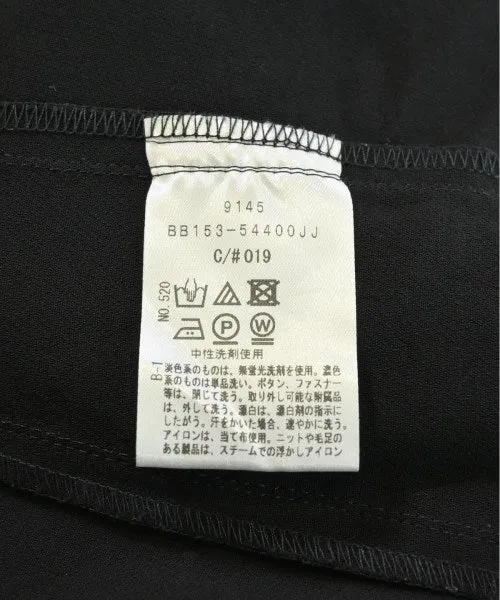 9145
BB153-54400JJ
C/#019
NO.520
P W
中性洗剤使用
B-1
淡色系のものは、無蛍光洗剤を使用。濃色
系のものは単品洗い。ボタン、ファスナー
等は、閉じて洗う。取り外し可能な附属品
は、外して洗う。漂白は、漂白剤の指示に
したがう。汗をかいた場合、速やかに洗う。
アイロンは、当て布使用。ニットや毛足の
ある製品は、スチームでの浮かしアイロン